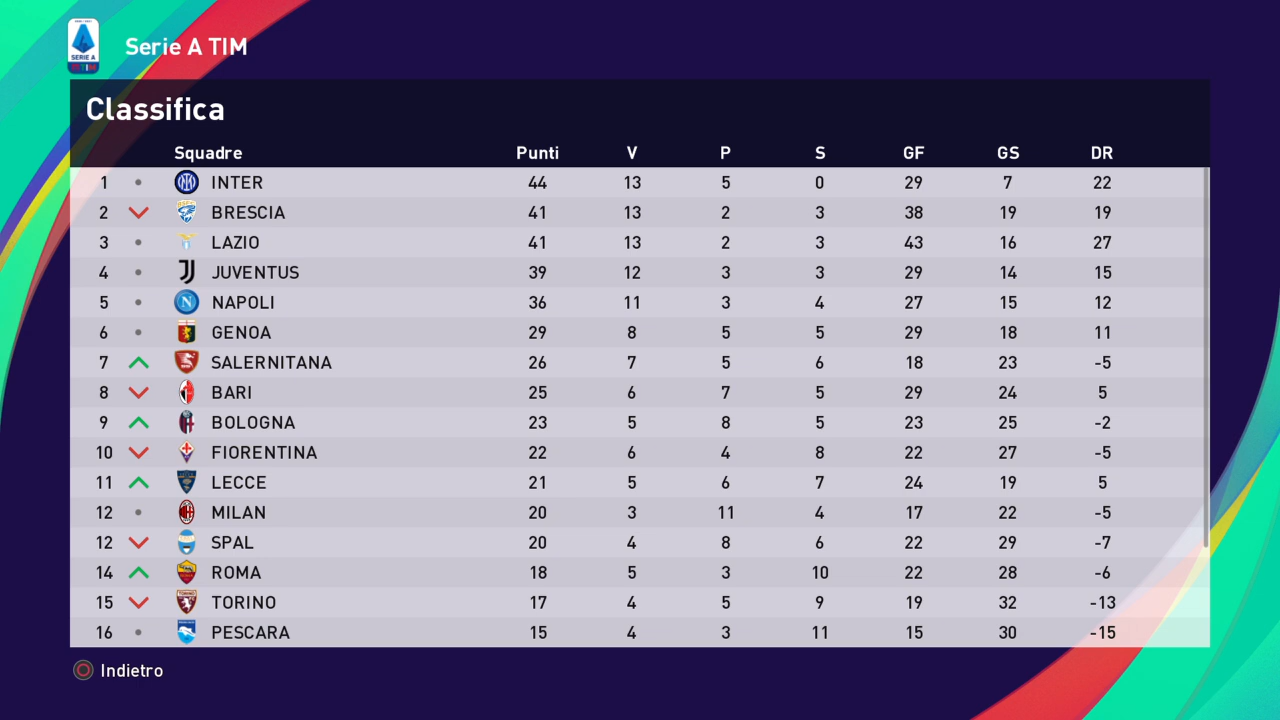 SERIE A
TIM
Serie A TIM
Classifica
Squadre Punti V P S GF GS DR
1 INTER 44 13 5 0 29 7 22
2 BRESCIA 41 13 2 3 38 19 19
3 LAZIO 41 13 2 3 43 16 27
4 JUVENTUS 39 12 3 3 29 14 15
5 NAPOLI 36 11 3 4 27 15 12
6 GENOA 29 8 5 5 29 18 11
7 SALERNITANA 26 7 5 6 18 23 -5
8 BARI 25 6 7 5 29 24 5
9 BOLOGNA 23 5 8 5 23 25 -2
10 FIORENTINA 22 6 4 8 22 27 -5
11 LECCE 21 5 6 7 24 19 5
12 MILAN 20 3 11 4 17 22 -5
12 SPAL 20 4 8 6 22 29 -7
14 ROMA 18 5 3 10 22 28 -6
15 TORINO 17 4 5 9 19 32 -13
16 PESCARA 15 4 3 11 15 30 -15
Indietro